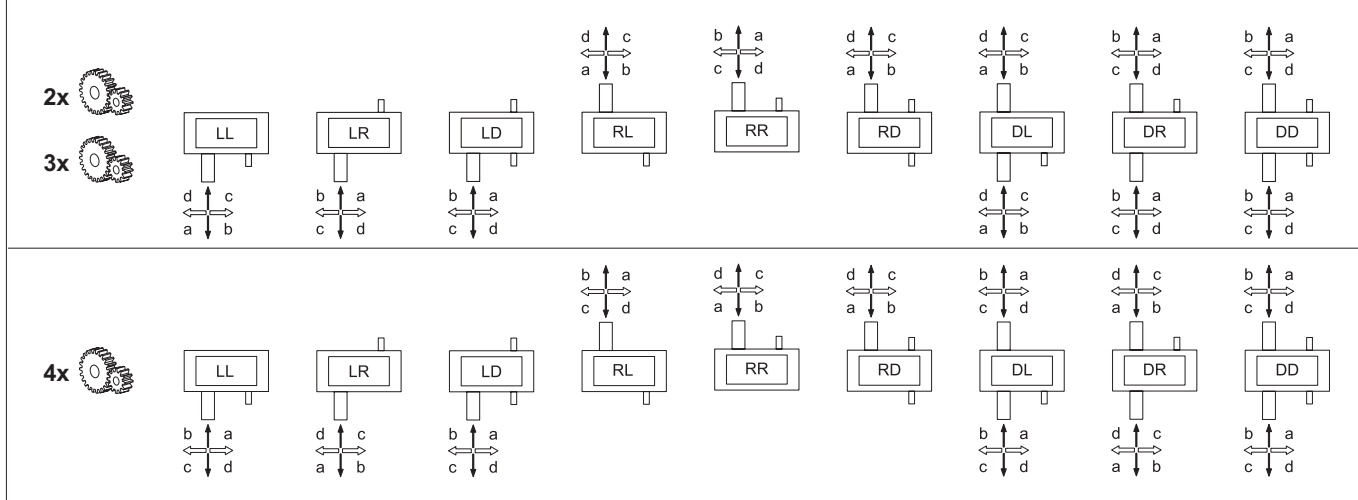 d c b a d c d c b a b a
a b c d a b a b c d c d
2x
LL LR LD RL RR RD DL DR DD
3x
d c b a b a d c b a b a
a b c d c d a b c d c d
b a d c d c b a d c b a
c d a b a b c d a b c d
4x
LL LR LD RL RR RD DL DR DD
b a d c b a b a d c b a
c d a b c d c d a b c d